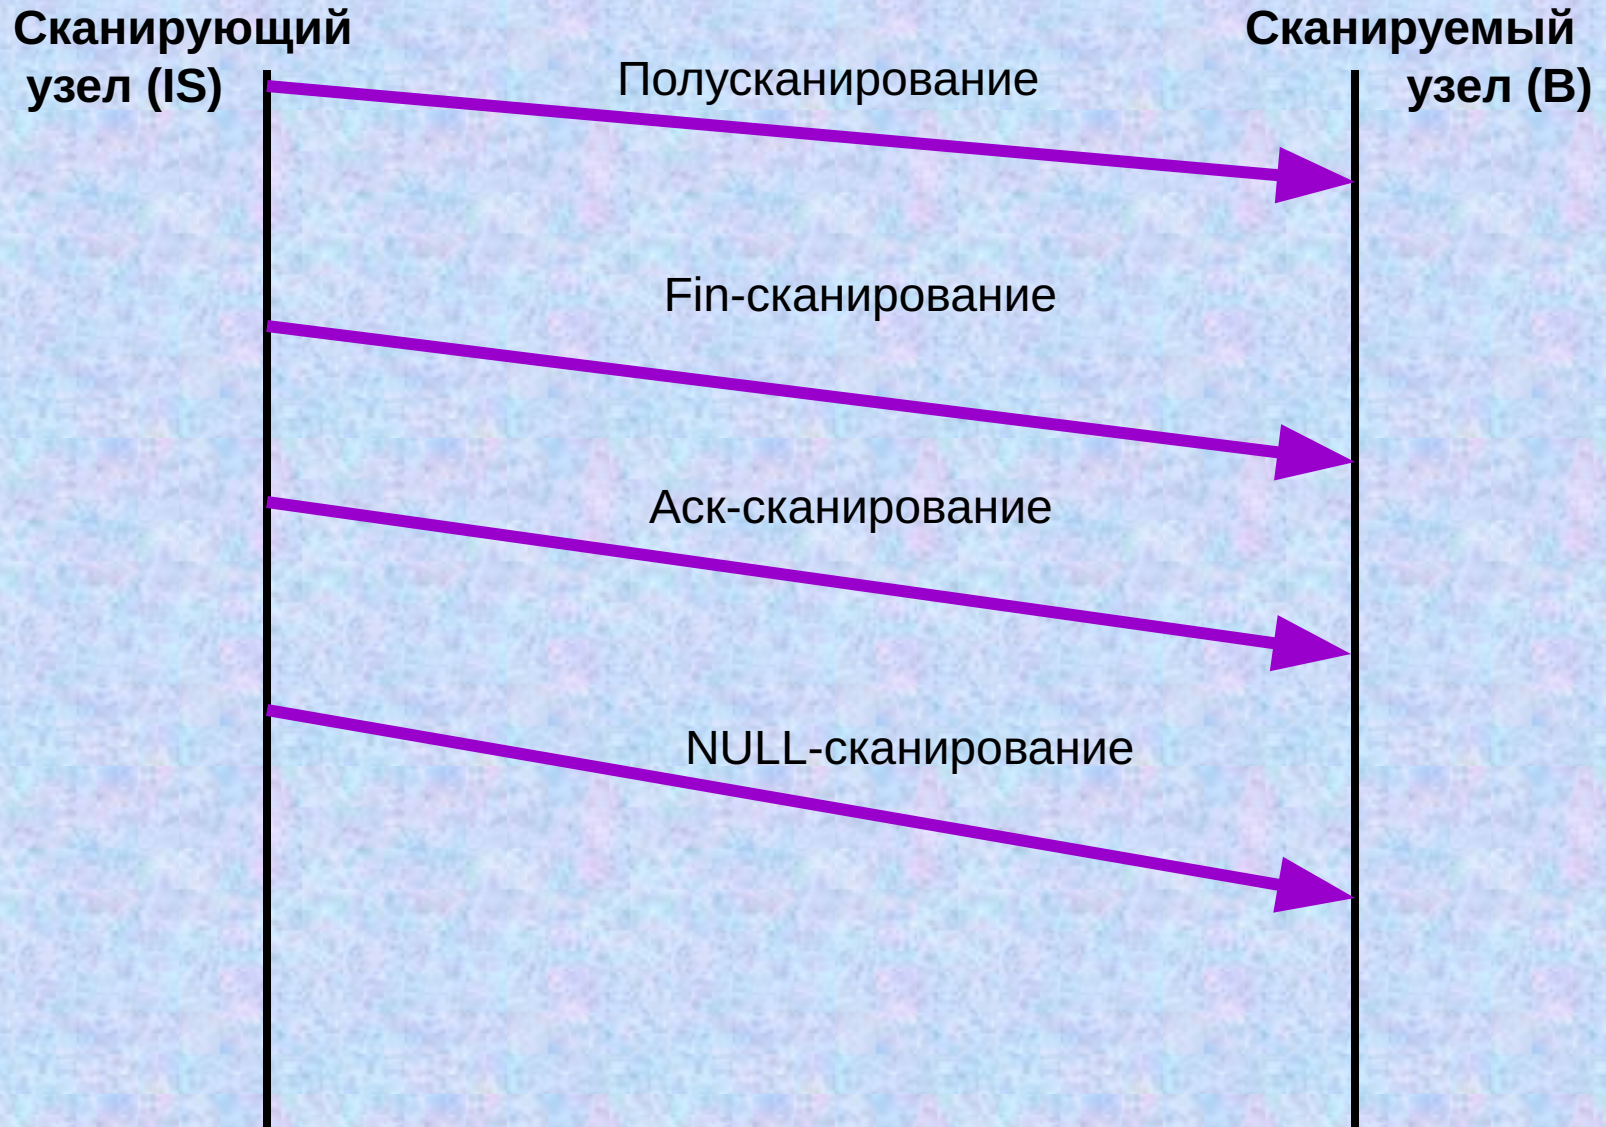 Сканирующий
узел (IS)
Сканируемый
узел (B)
Полусканирование
Fin-сканирование
Аск-сканирование
NULL-сканирование